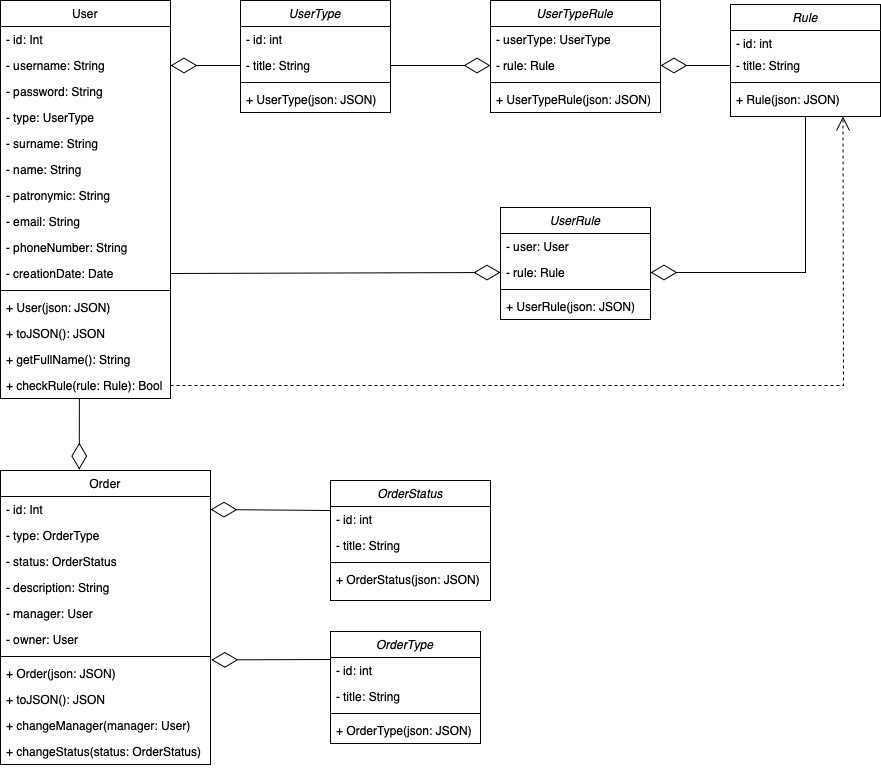 User
- id: Int
- username: String
- password: String
- type: UserType
- surname: String
- name: String
- patronymic: String
- email: String
- phoneNumber: String
- creationDate: Date
+ User(json: JSON)
+ toJSON(): JSON
+ getFullName(): String
+ checkRule(rule: Rule): Bool
UserType
- id: int
- title: String
+ UserType(json: JSON)
UserTypeRule
- userType: UserType
- rule: Rule
+ UserTypeRule(json: JSON)
Rule
- id: int
- title: String
+ Rule(json: JSON)
UserRule
- user: User
- rule: Rule
+ UserRule(json: JSON)
Order
- id: Int
- type: OrderType
- status: OrderStatus
- description: String
- manager: User
- owner: User
+ Order(json: JSON)
+ toJSON(): JSON
+ changeManager(manager: User)
+ changeStatus(status: OrderStatus)
OrderStatus
- id: int
- title: String
+ OrderStatus(json: JSON)
OrderType
- id: int
- title: String
+ OrderType(json: JSON)